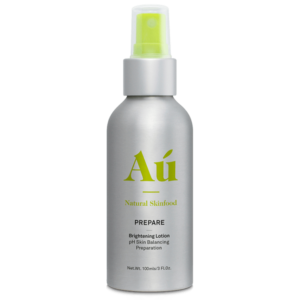 Aú
Natural Skinfood
PREPARE
Brightening Lotion
pH Skin Balancing
Preparation